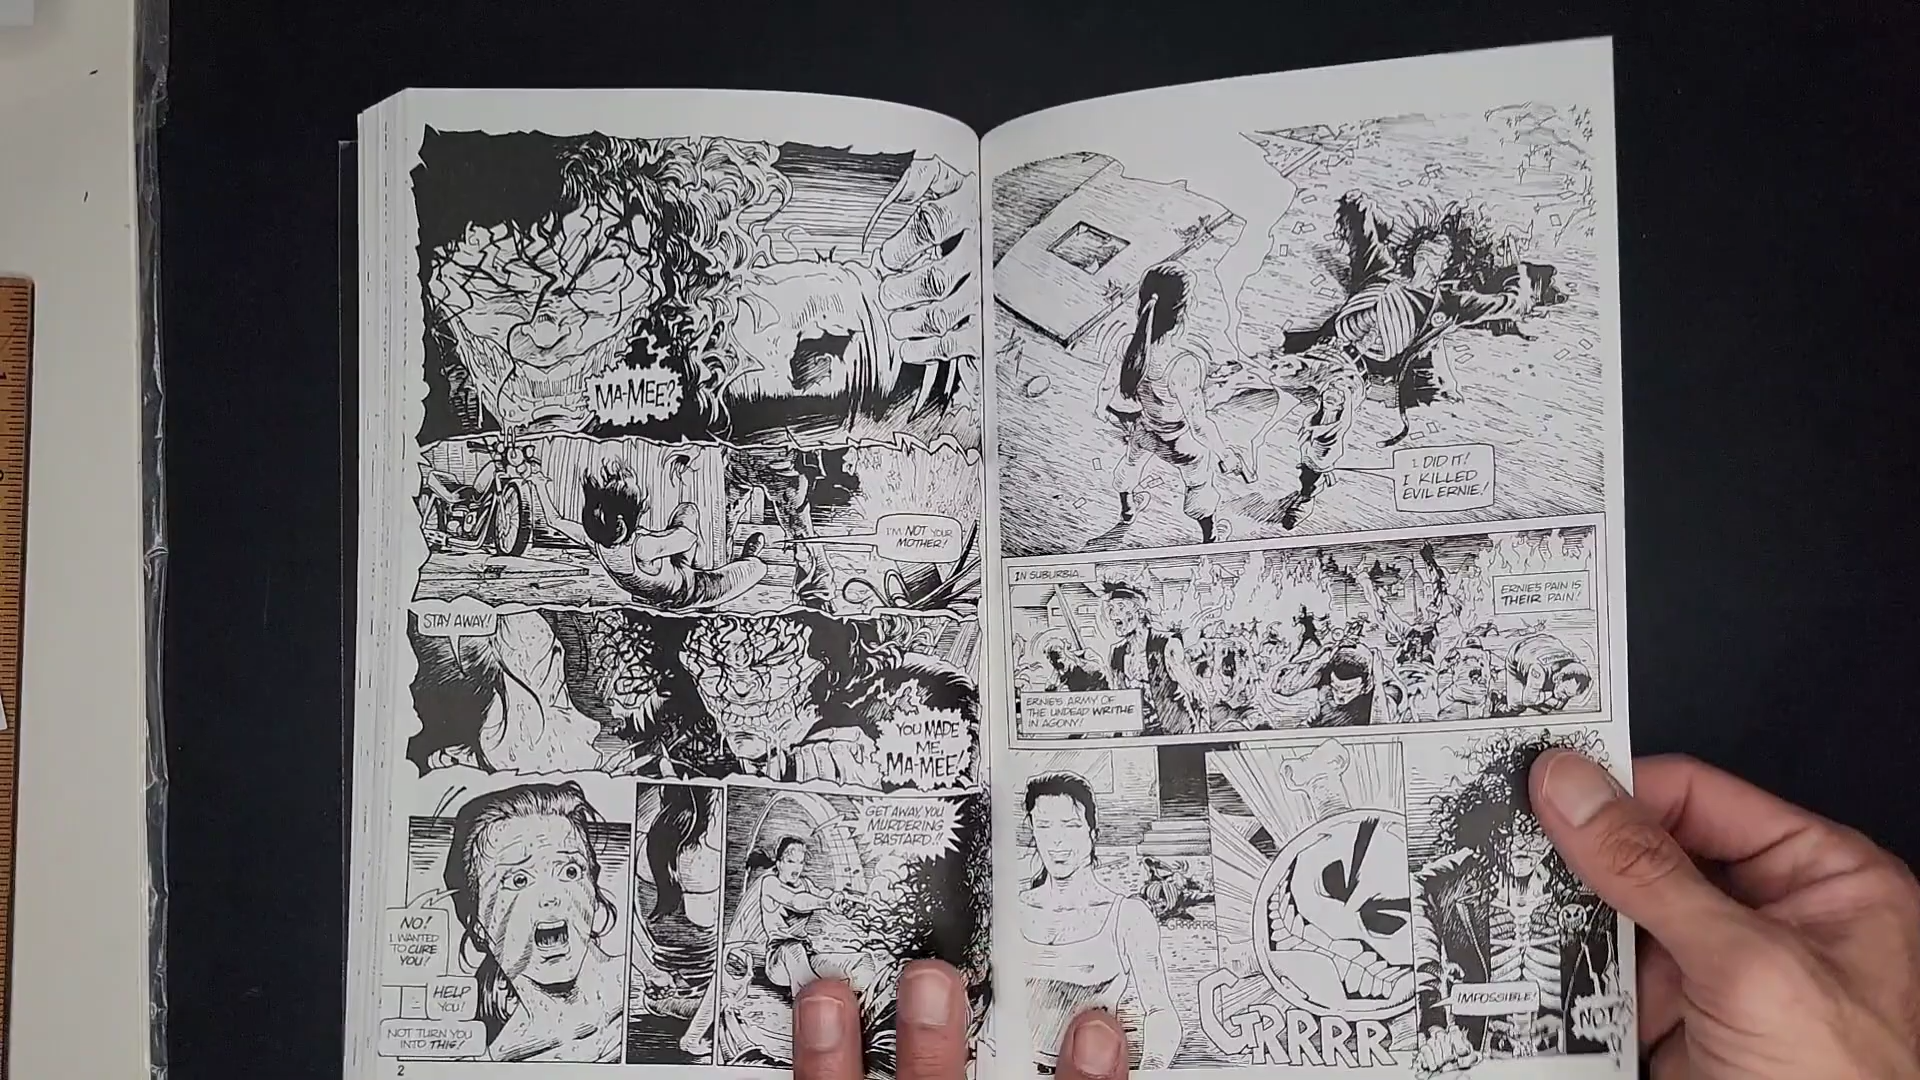 MA-MEE?
I'M NOT YOUR
MOTHER!
STAY AWAY!
YOU MADE
ME,
MA-MEE!
NO!
I WANTED
TO CURE
YOU!
HELP
YOU!
NOT TURN YOU
INTO THIS!
GET AWAY, YOU
MURDERING
BASTARD!
2
I DID IT!
I KILLED
EVIL ERNIE!
IN SUBURBIA...
ERNIE'S PAIN IS
THEIR PAIN!
ERNIE'S ARMY OF
THE UNDEAD WRITHE
IN AGONY!
GRRRRRR
GRRRR
IMPOSSIBLE!
NOT